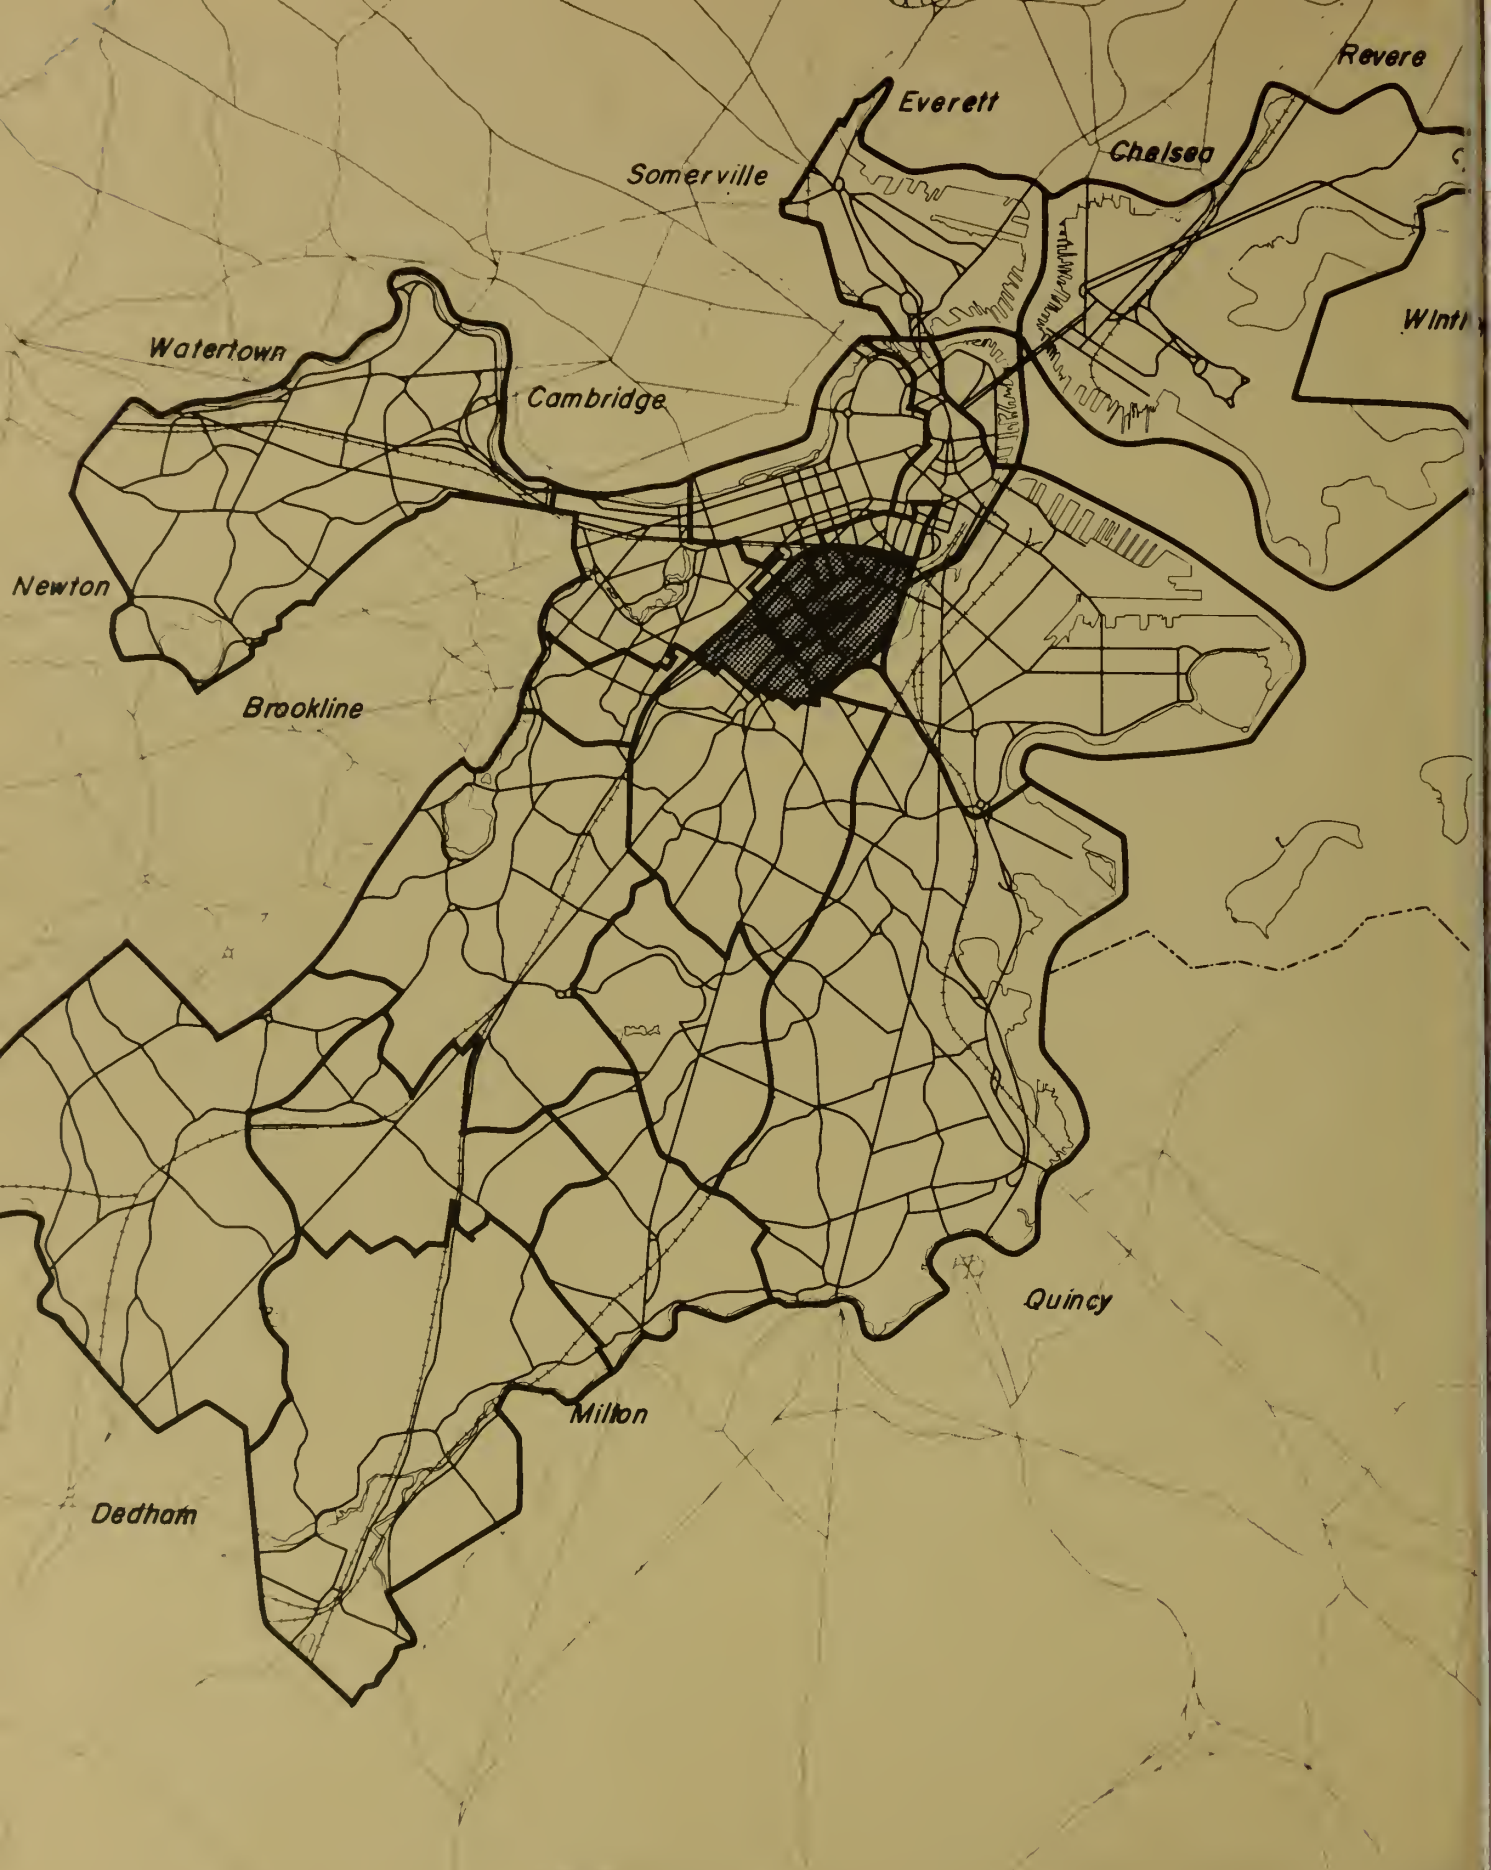 Revere
Everett
Chelsea
Somerville
Winth
Watertown
Cambridge
Newton
Brookline
Quincy
Milton
Dedham